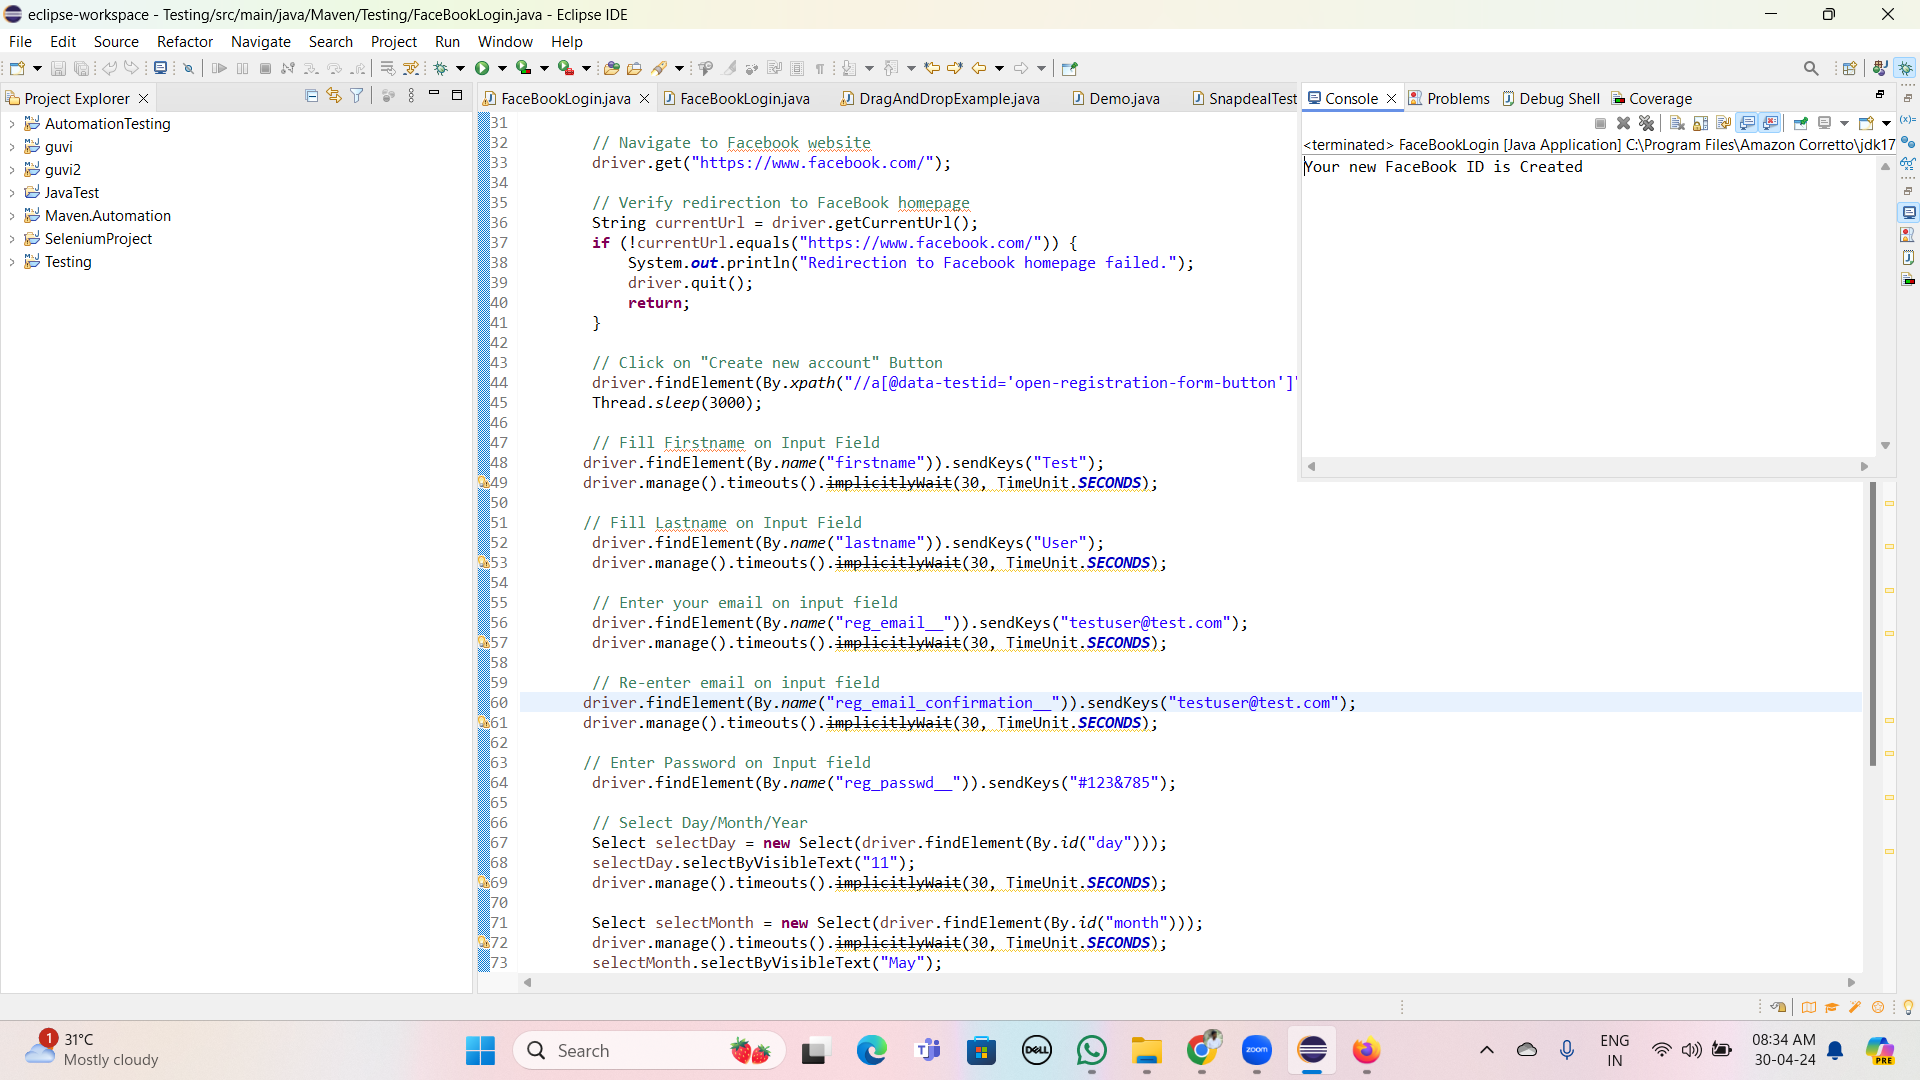 eclipse-workspace - Testing/src/main/java/Maven/Testing/FaceBookLogin.java - Eclipse IDE
File Edit Source Refactor Navigate Search Project Run Window Help
Project Explorer
AutomationTesting
guvi
guvi2
JavaTest
Maven.Automation
SeleniumProject
Testing
FaceBookLogin.java FaceBookLogin.java DragAndDropExample.java Demo.java SnapdealTest
31
32 // Navigate to Facebook website
33 driver.get("https://www.facebook.com/");
34
35 // Verify redirection to FaceBook homepage
36 String currentUrl = driver.getCurrentUrl();
37 if (!currentUrl.equals("https://www.facebook.com/")) {
38 System.out.println("Redirection to Facebook homepage failed.");
39 driver.quit();
40 return;
41 }
42
43 // Click on "Create new account" Button
44 driver.findElement(By.xpath("//a[@data-testid='open-registration-form-button']"
45 Thread.sleep(3000);
46
47 // Fill Firstname on Input Field
48 driver.findElement(By.name("firstname")).sendKeys("Test");
49 driver.manage().timeouts().implicitlyWait(30, TimeUnit.SECONDS);
50
51 // Fill Lastname on Input Field
52 driver.findElement(By.name("lastname")).sendKeys("User");
53 driver.manage().timeouts().implicitlyWait(30, TimeUnit.SECONDS);
54
55 // Enter your email on input field
56 driver.findElement(By.name("reg_email__")).sendKeys("testuser@test.com");
57 driver.manage().timeouts().implicitlyWait(30, TimeUnit.SECONDS);
58
59 // Re-enter email on input field
60 driver.findElement(By.name("reg_email_confirmation__")).sendKeys("testuser@test.com");
61 driver.manage().timeouts().implicitlyWait(30, TimeUnit.SECONDS);
62
63 // Enter Password on Input field
64 driver.findElement(By.name("reg_passwd__")).sendKeys("#123&785");
65
66 // Select Day/Month/Year
67 Select selectDay = new Select(driver.findElement(By.id("day")));
68 selectDay.selectByVisibleText("11");
69 driver.manage().timeouts().implicitlyWait(30, TimeUnit.SECONDS);
70
71 Select selectMonth = new Select(driver.findElement(By.id("month")));
72 driver.manage().timeouts().implicitlyWait(30, TimeUnit.SECONDS);
73 selectMonth.selectByVisibleText("May");
Console Problems Debug Shell Coverage
<terminated> FaceBookLogin [Java Application] C:\Program Files\Amazon Corretto\jdk17
Your new FaceBook ID is Created
1
31°C
Mostly cloudy
Search
DELL
zoom
ENG
IN
08:34 AM
30-04-24
PRE